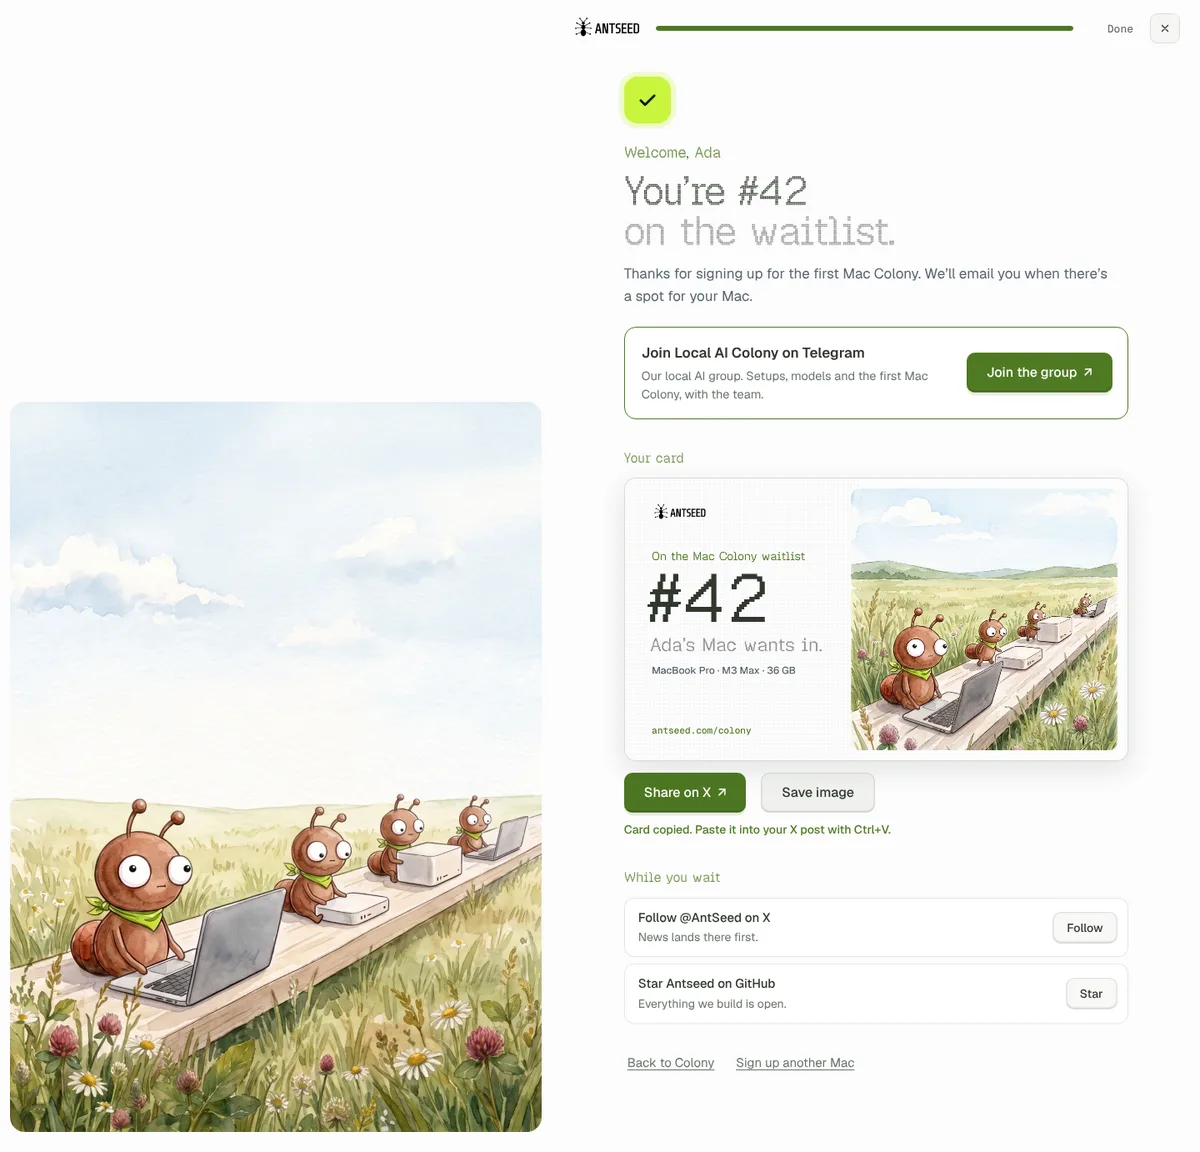 ANTSEED
Done
Welcome, Ada
You’re #42
on the waitlist.
Thanks for signing up for the first Mac Colony. We’ll email you when there’s
a spot for your Mac.
Join Local AI Colony on Telegram
Our local AI group. Setups, models and the first Mac
Colony, with the team.
Join the group ↗
Your card
ANTSEED
On the Mac Colony waitlist
#42
Ada’s Mac wants in.
MacBook Pro · M3 Max · 36 GB
antseed.com/colony
Share on X ↗
Save image
Card copied. Paste it into your X post with Ctrl+V.
While you wait
Follow @AntSeed on X
News lands there first.
Follow
Star Antseed on GitHub
Everything we build is open.
Star
Back to Colony
Sign up another Mac